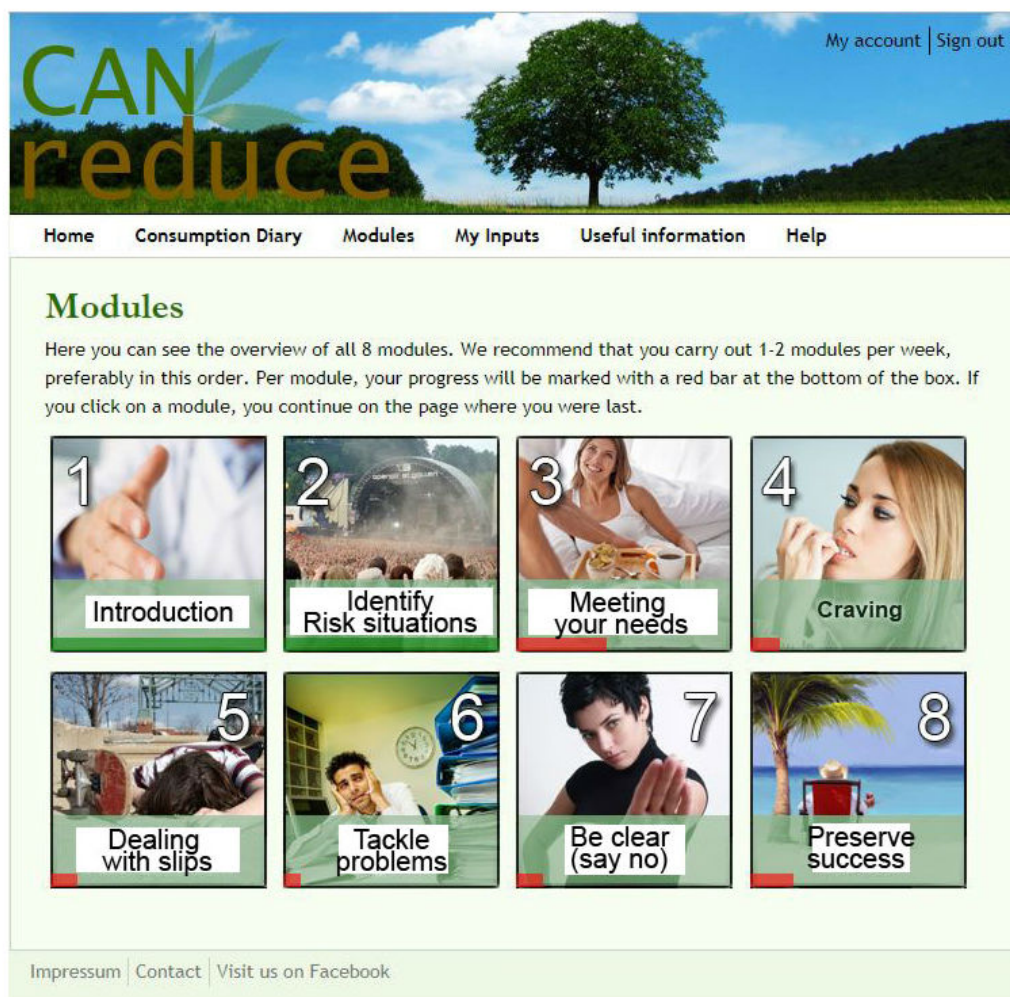 My account | Sign out
CAN
reduce
Home Consumption Diary Modules My Inputs Useful information Help
Modules
Here you can see the overview of all 8 modules. We recommend that you carry out 1-2 modules per week,
preferably in this order. Per module, your progress will be marked with a red bar at the bottom of the box. If
you click on a module, you continue on the page where you were last.
1
Introduction
2
Identify
Risk situations
3
Meeting
your needs
4
Craving
5
Dealing
with slips
6
Tackle
problems
7
Be clear
(say no)
8
Preserve
success
Impressum | Contact | Visit us on Facebook